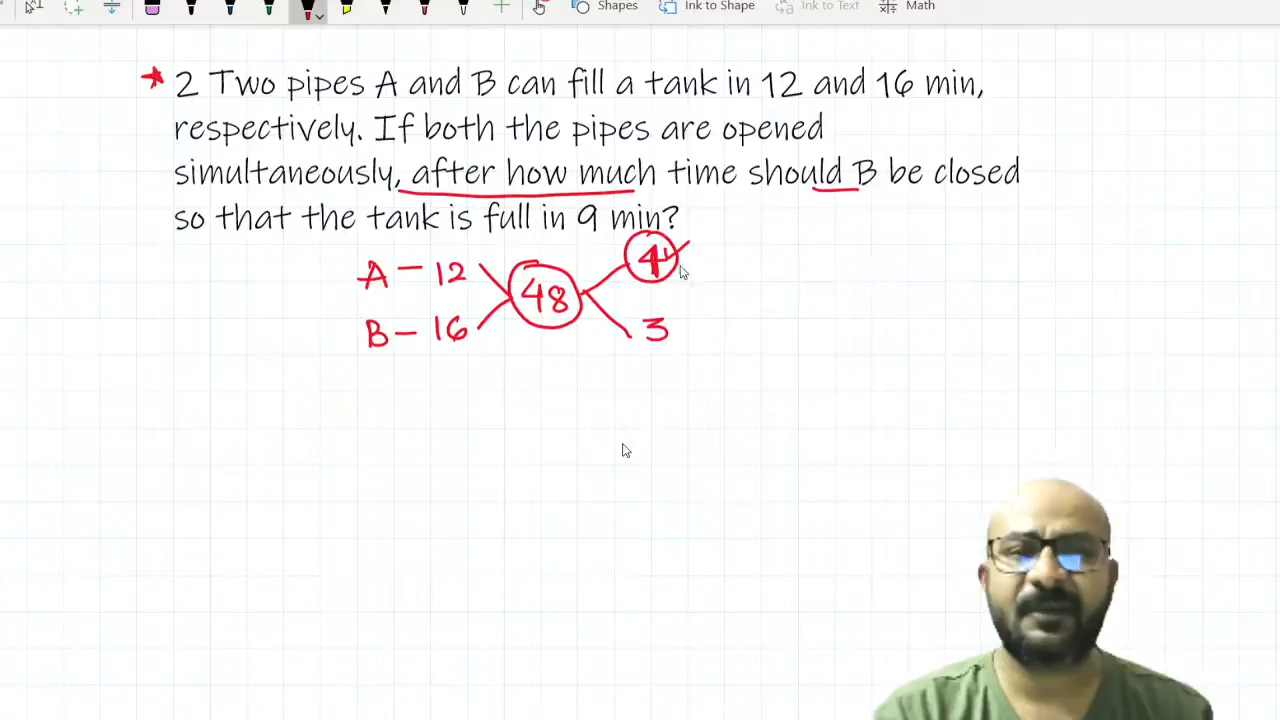 Shapes Ink to Shape Ink to Text Math
2 Two pipes A and B can fill a tank in 12 and 16 min,
respectively. If both the pipes are opened
simultaneously, after how much time should B be closed
so that the tank is full in 9 min?
A - 12
48
4
B - 16
3